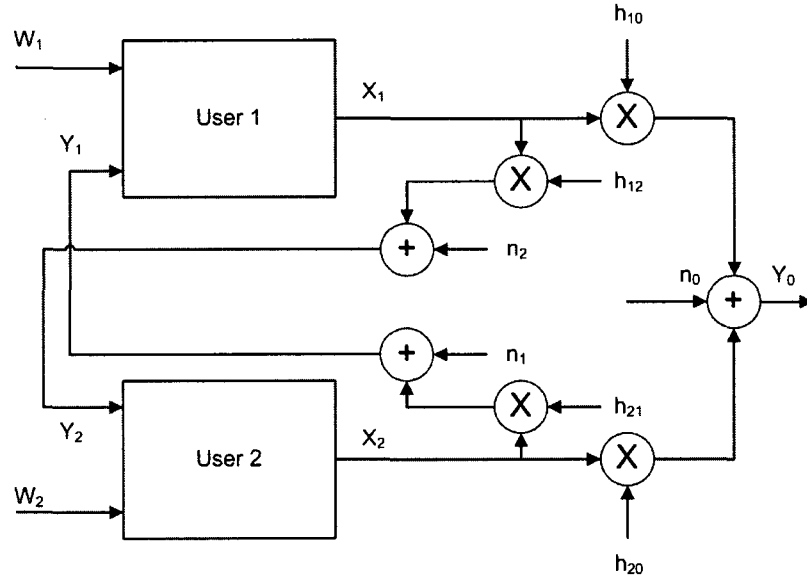 h₁₀
W₁
X₁
User 1
X
Y₁
X
h₁₂
+
n₂
n₀
Y₀
+
+
n₁
X
h₂₁
Y₂
X₂
User 2
X
W₂
h₂₀